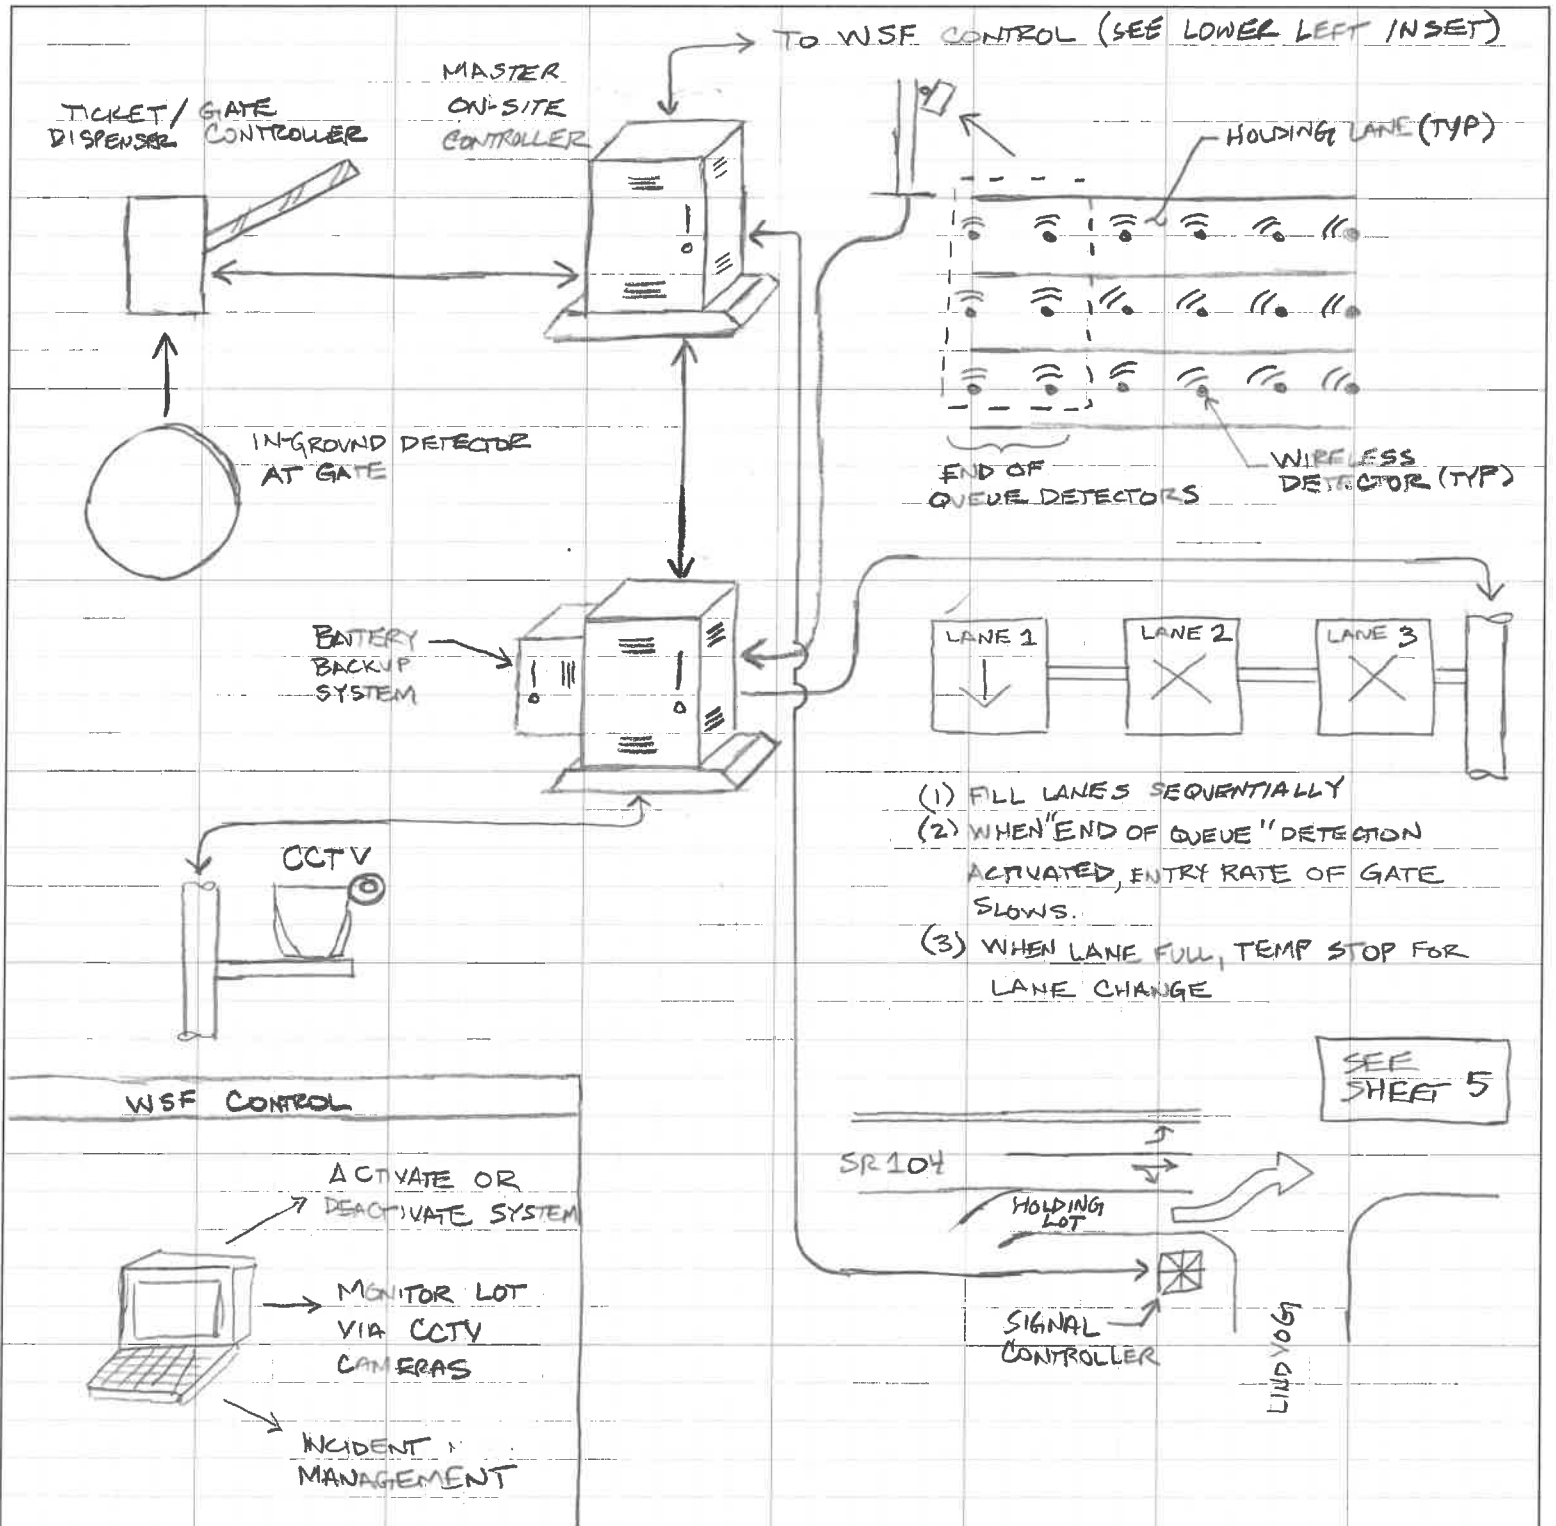 TO WSF CONTROL (SEE LOWER LEFT INSET)
MASTER
ON-SITE
CONTROLLER
TICKET/ GATE
DISPENSER CONTROLLER
HOLDING LANE (TYP)
IN-GROUND DETECTOR
AT GATE
END OF
QUEUE DETECTORS
WIRELESS
DETECTOR (TYP)
BATTERY
BACKUP
SYSTEM
LANE 1
LANE 2
LANE 3
(1) FILL LANES SEQUENTIALLY
(2) WHEN "END OF QUEUE" DETECTION
ACTIVATED, ENTRY RATE OF GATE
SLOWS.
(3) WHEN LANE FULL, TEMP STOP FOR
LANE CHANGE
CCTV
SEE
SHEET 5
WSF CONTROL
ACTIVATE OR
DEACTIVATE SYSTEM
MONITOR LOT
VIA CCTV
CAMERAS
INCIDENT
MANAGEMENT
SR 104
HOLDING
LOT
SIGNAL
CONTROLLER
LINDVOG